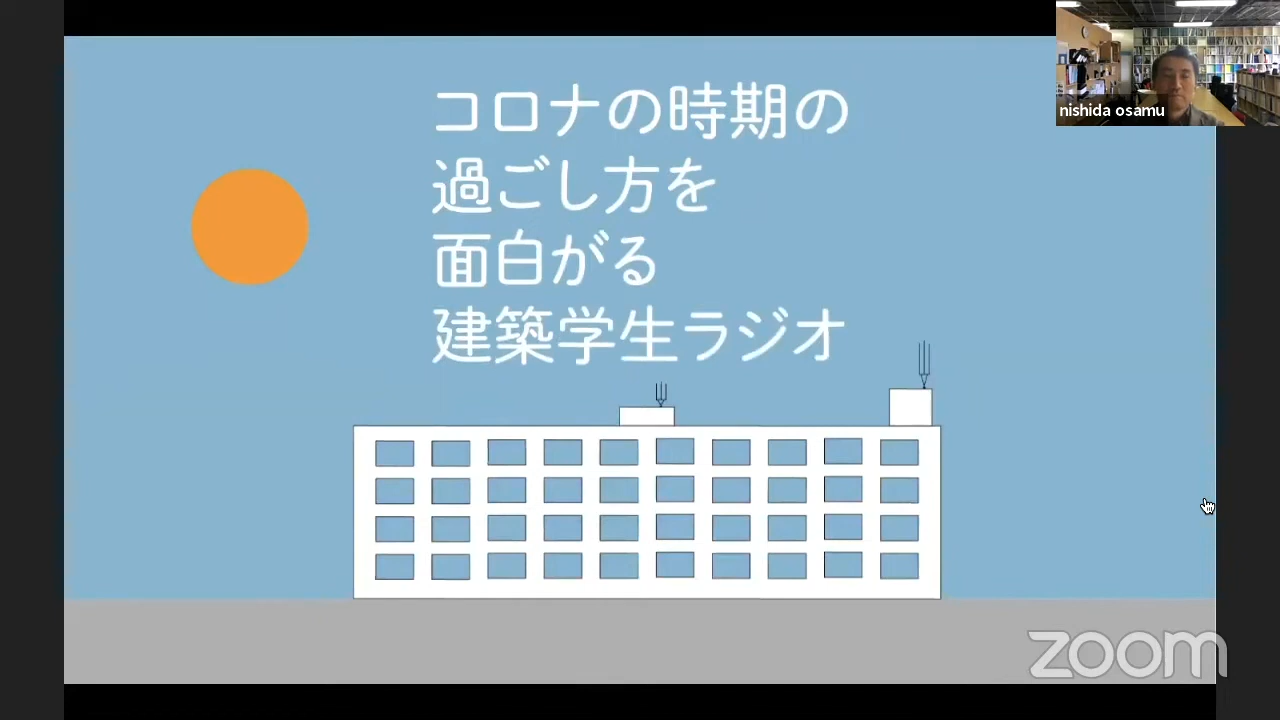 コロナの時期の
過ごし方を
面白がる
建築学生ラジオ
nishida osamu
zoom